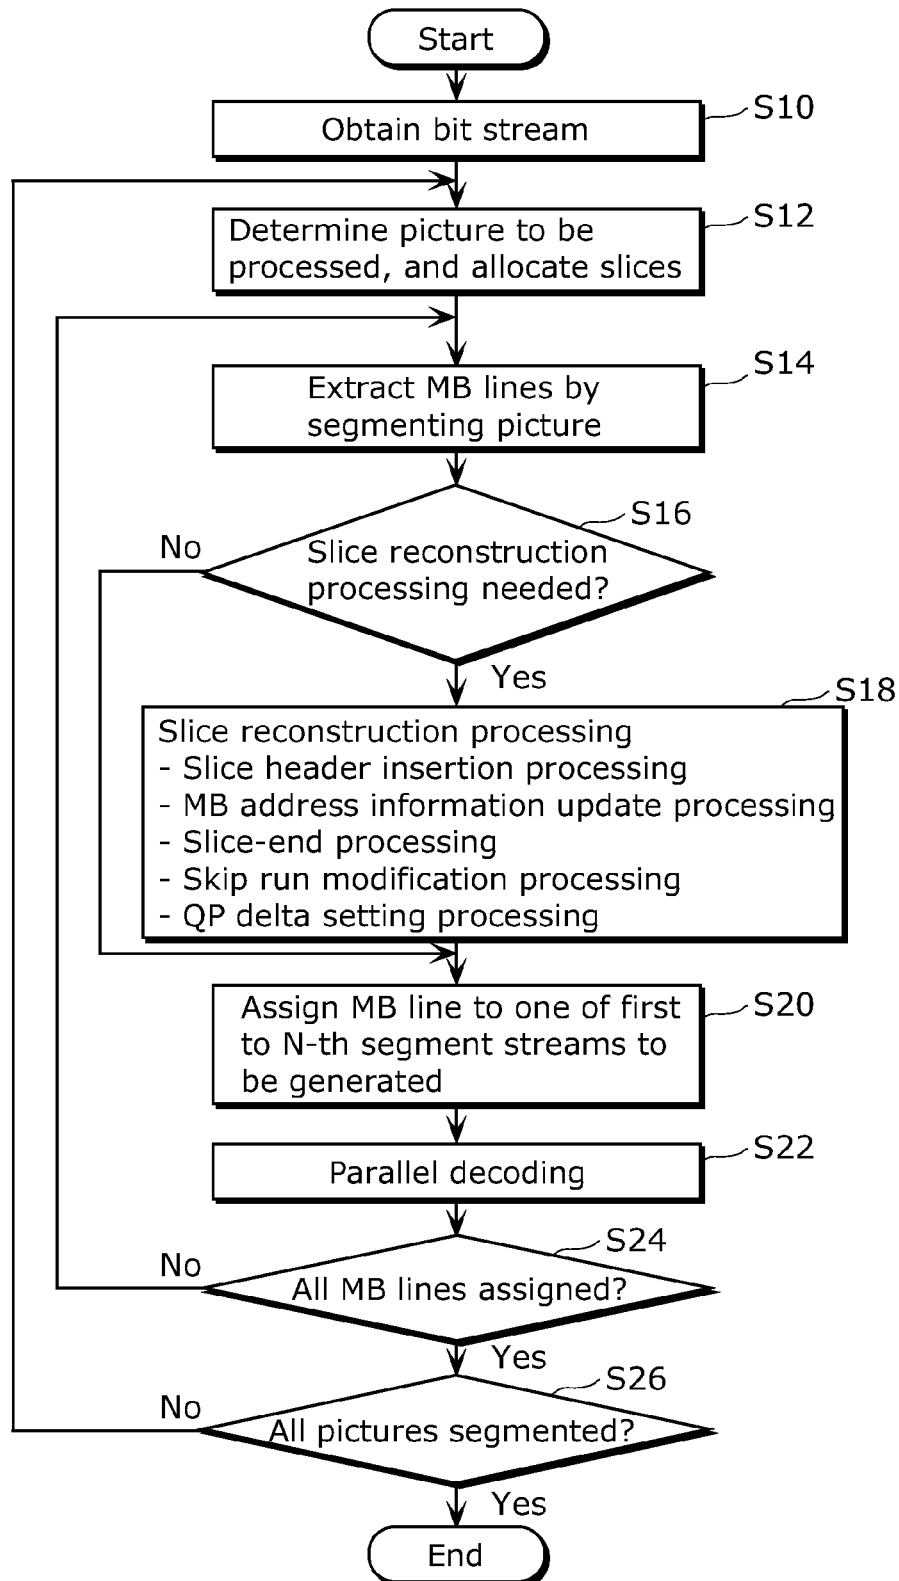 Start
Obtain bit stream
S10
Determine picture to be
processed, and allocate slices
S12
Extract MB lines by
segmenting picture
S14
Slice reconstruction
processing needed?
S16
No
Yes
Slice reconstruction processing
- Slice header insertion processing
- MB address information update processing
- Slice-end processing
- Skip run modification processing
- QP delta setting processing
S18
Assign MB line to one of first
to N-th segment streams to
be generated
S20
Parallel decoding
S22
All MB lines assigned?
S24
No
Yes
All pictures segmented?
S26
No
Yes
End